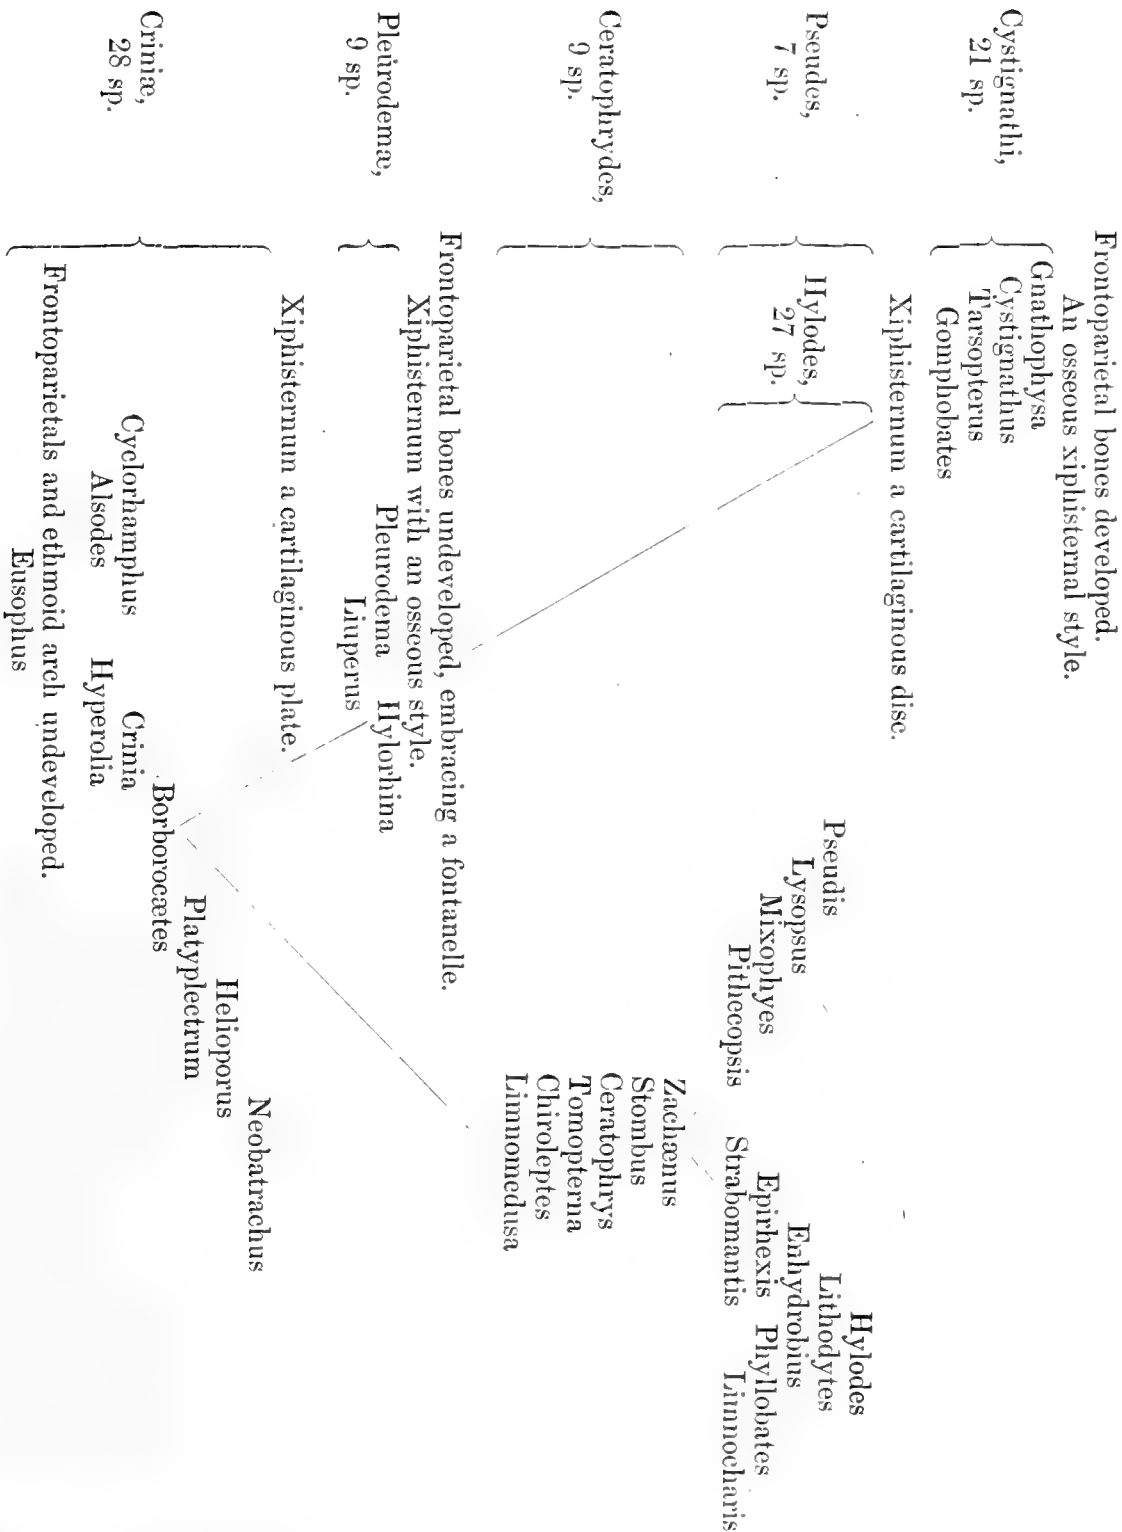 Frontoparietal bones developed.
An osseous xiphisternal style.
Cystignathi,
21 sp.
Gnathophysa
Cystignathus
Tarsopterus
Gomphobates
Xiphisternum a cartilaginous disc.
Pseudes,
7 sp.
Hylodes,
27 sp.
Pseudis
Lysopsus
Mixophyes
Pithecopsis
Hylodes
Lithodytes
Enhydrobius
Epirhexis Phyllobates
Strabomantis Limnocharis
Ceratophrydes,
9 sp.
Zachænus
Stombus
Ceratophrys
Tomopterna
Chiroleptes
Limnomedusa
Frontoparietal bones undeveloped, embracing a fontanelle.
Xiphisternum with an osseous style.
Pleurodemæ,
9 sp.
Pleurodema Hylorhina
Liuperus
Xiphisternum a cartilaginous plate.
Criniæ,
28 sp.
Neobatrachus
Helioporus
Platyplectrum
Borborocætes
Cyclorhamphus Crinia
Alsodes Hyperolia
Frontoparietals and ethmoid arch undeveloped.
Eusophus